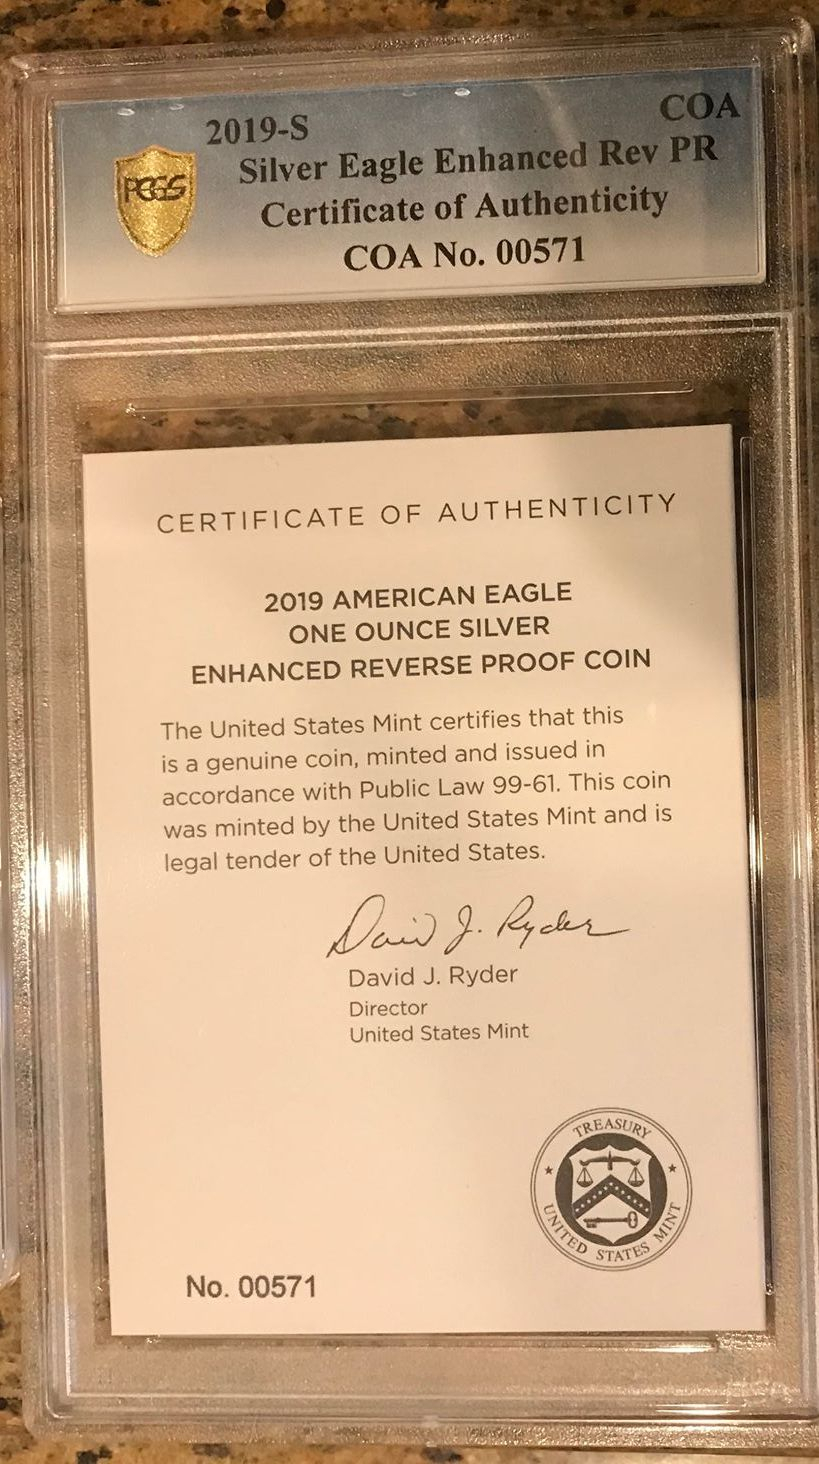 COA
2019-S
PCGS
Silver Eagle Enhanced Rev PR
Certificate of Authenticity
COA No. 00571
CERTIFICATE OF AUTHENTICITY
2019 AMERICAN EAGLE
ONE OUNCE SILVER
ENHANCED REVERSE PROOF COIN
The United States Mint certifies that this
is a genuine coin, minted and issued in
accordance with Public Law 99-61. This coin
was minted by the United States Mint and is
legal tender of the United States.
David J. Ryder
David J. Ryder
Director
United States Mint
TREASURY
UNITED STATES MINT
No. 00571